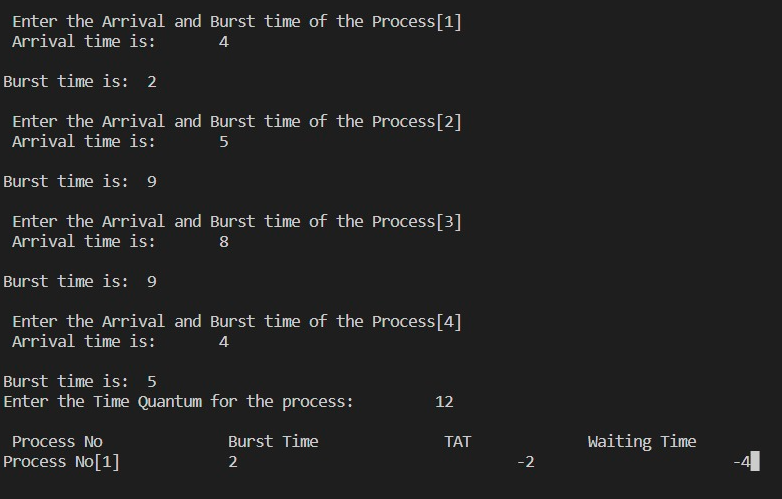 Enter the Arrival and Burst time of the Process[1]
Arrival time is: 4
Burst time is: 2
Enter the Arrival and Burst time of the Process[2]
Arrival time is: 5
Burst time is: 9
Enter the Arrival and Burst time of the Process[3]
Arrival time is: 8
Burst time is: 9
Enter the Arrival and Burst time of the Process[4]
Arrival time is: 4
Burst time is: 5
Enter the Time Quantum for the process: 12
Process No Burst Time TAT Waiting Time
Process No[1] 2 -2 -4